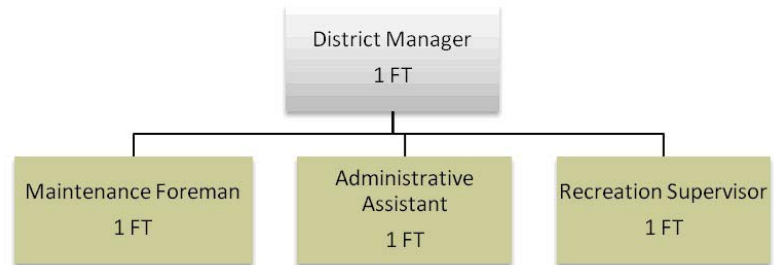 District Manager
1 FT
Maintenance Foreman
1 FT
Administrative
Assistant
1 FT
Recreation Supervisor
1 FT